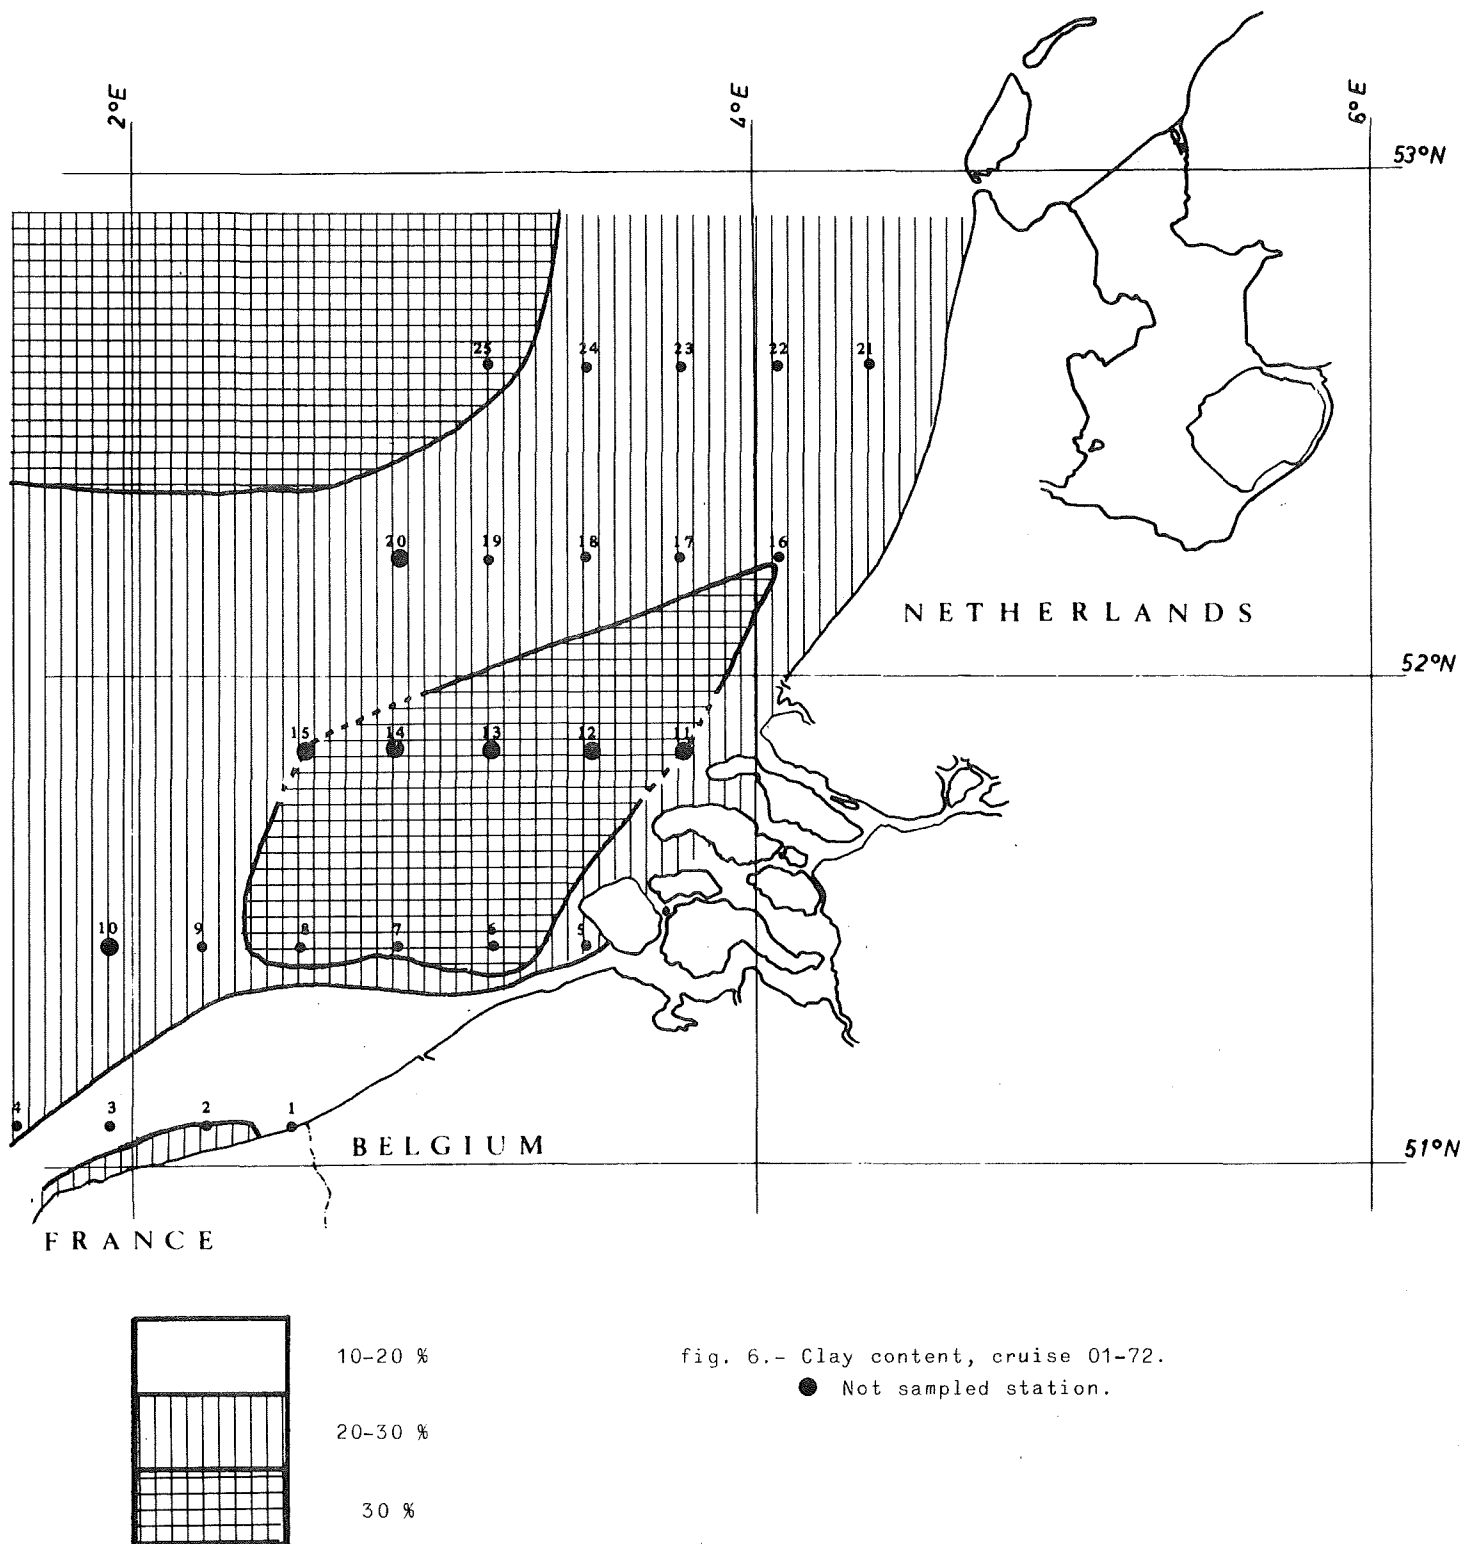 2°E
4°E
6°E
53°N
25 24 23 22 21
20 19 18 17 16
NETHERLANDS
52°N
15 14 13 12 11
10 9 8 7 6 5
4 3 2 1
BELGIUM
51°N
FRANCE
10-20 %
20-30 %
30 %
fig. 6.- Clay content, cruise 01-72.
● Not sampled station.